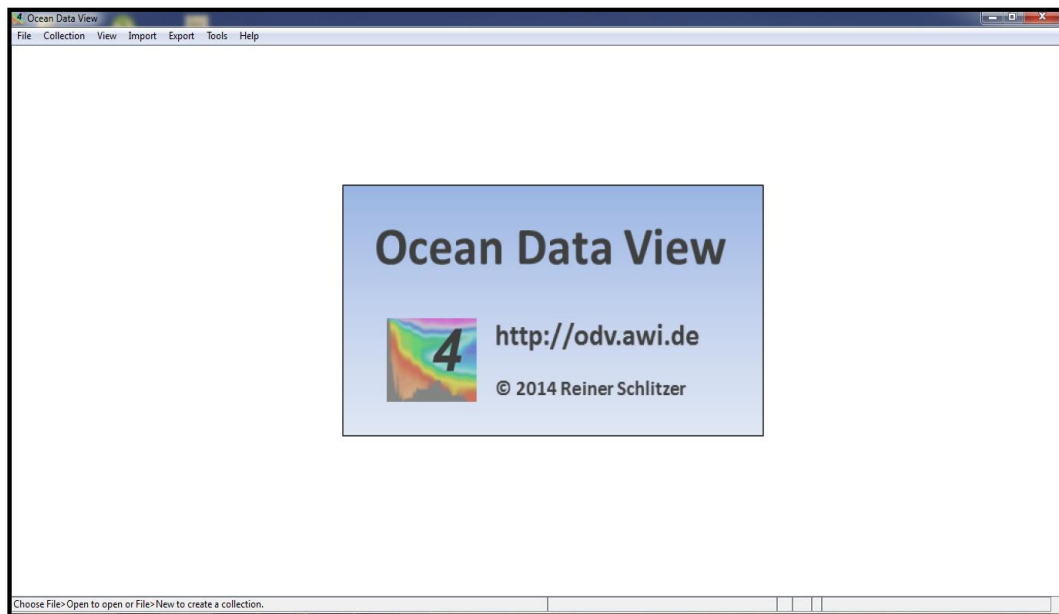 4 Ocean Data View
File Collection View Import Export Tools Help
Ocean Data View
4
http://odv.awi.de
© 2014 Reiner Schlitzer
Choose File>Open to open or File>New to create a collection.